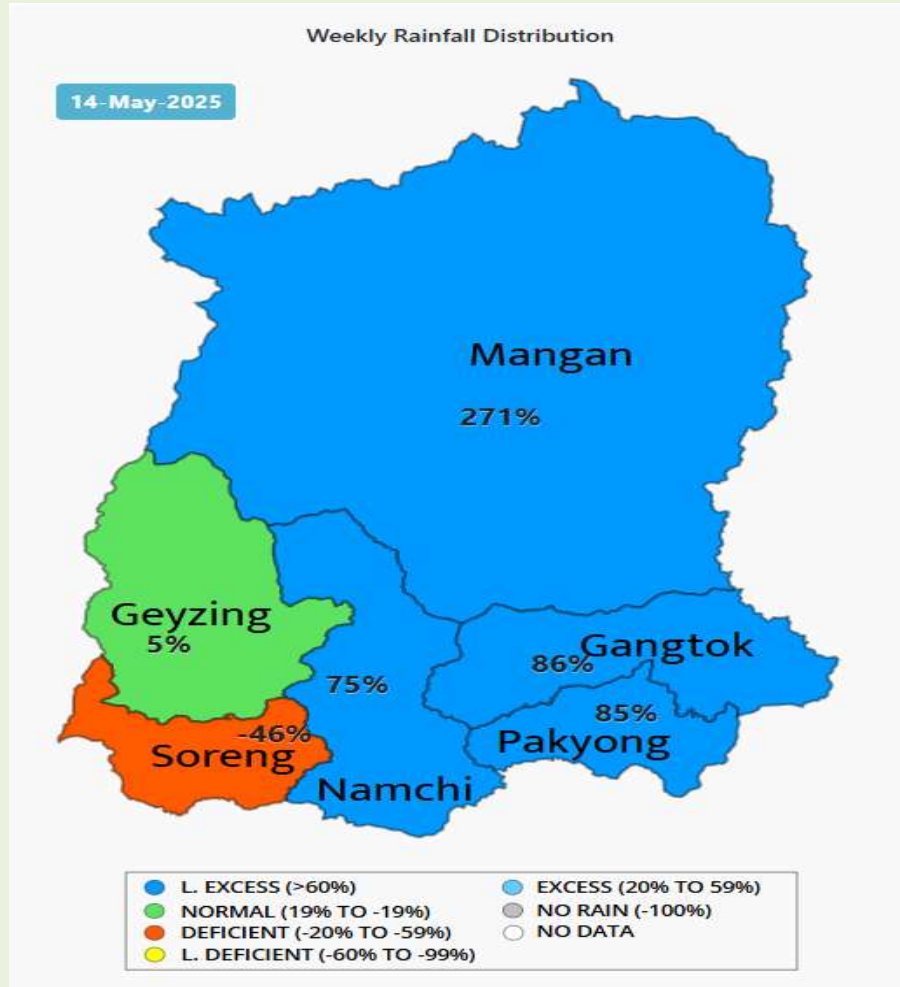 Weekly Rainfall Distribution
14-May-2025
Mangan
271%
Geyzing
5%
Gangtok
86%
75%
85%
Pakyong
-46%
Soreng
Namchi
L. EXCESS (>60%)
EXCESS (20% TO 59%)
NORMAL (19% TO -19%)
NO RAIN (-100%)
DEFICIENT (-20% TO -59%)
NO DATA
L. DEFICIENT (-60% TO -99%)